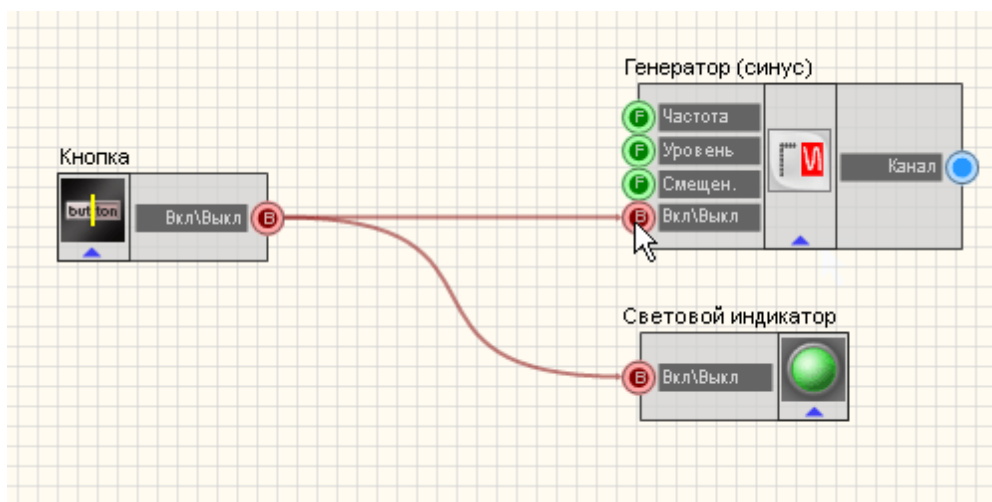 Генератор (синус)
F Частота
F Уровень
F Смещен.
B Вкл\Выкл
Канал
Кнопка
button
Вкл\Выкл B
Световой индикатор
B Вкл\Выкл